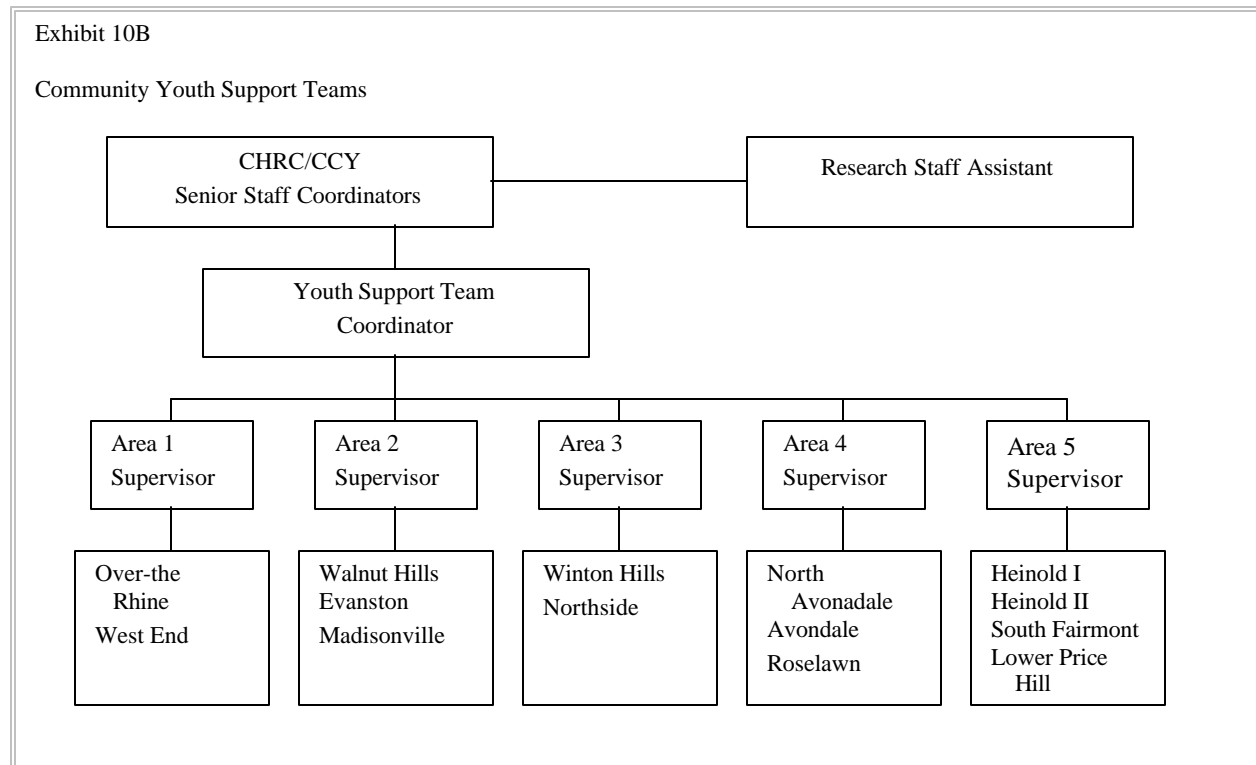 Exhibit 10B
Community Youth Support Teams
CHRC/CCY
Senior Staff Coordinators
Research Staff Assistant
Youth Support Team
Coordinator
Area 1
Supervisor
Area 2
Supervisor
Area 3
Supervisor
Area 4
Supervisor
Area 5
Supervisor
Over-the
Rhine
West End
Walnut Hills
Evanston
Madisonville
Winton Hills
Northside
North
Avonadale
Avondale
Roselawn
Heinold I
Heinold II
South Fairmont
Lower Price
Hill